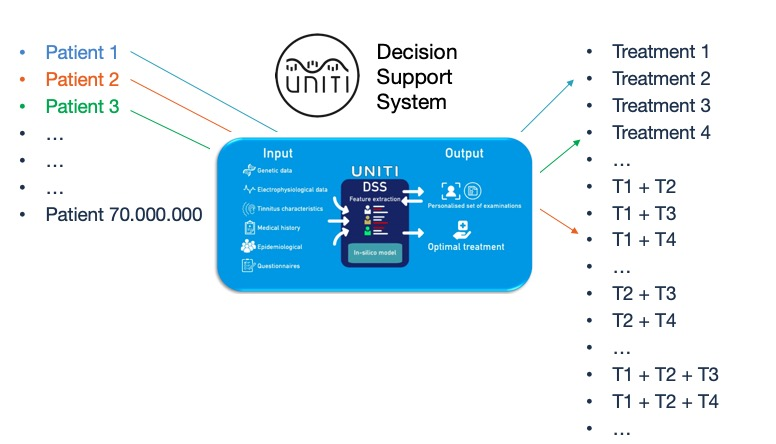 • Patient 1
• Patient 2
• Patient 3
• ...
• ...
• ...
• Patient 70.000.000
UNITI
Decision
Support
System
Input
Genetic data
Electrophysiological data
Tinnitus characteristics
Medical history
Epidemiological
Questionnaires
UNITI
DSS
Feature extraction
In-silico model
Output
Personalised set of examinations
Optimal treatment
• Treatment 1
• Treatment 2
• Treatment 3
• Treatment 4
• ...
• T1 + T2
• T1 + T3
• T1 + T4
• ...
• T2 + T3
• T2 + T4
• ...
• T1 + T2 + T3
• T1 + T2 + T4
• ...